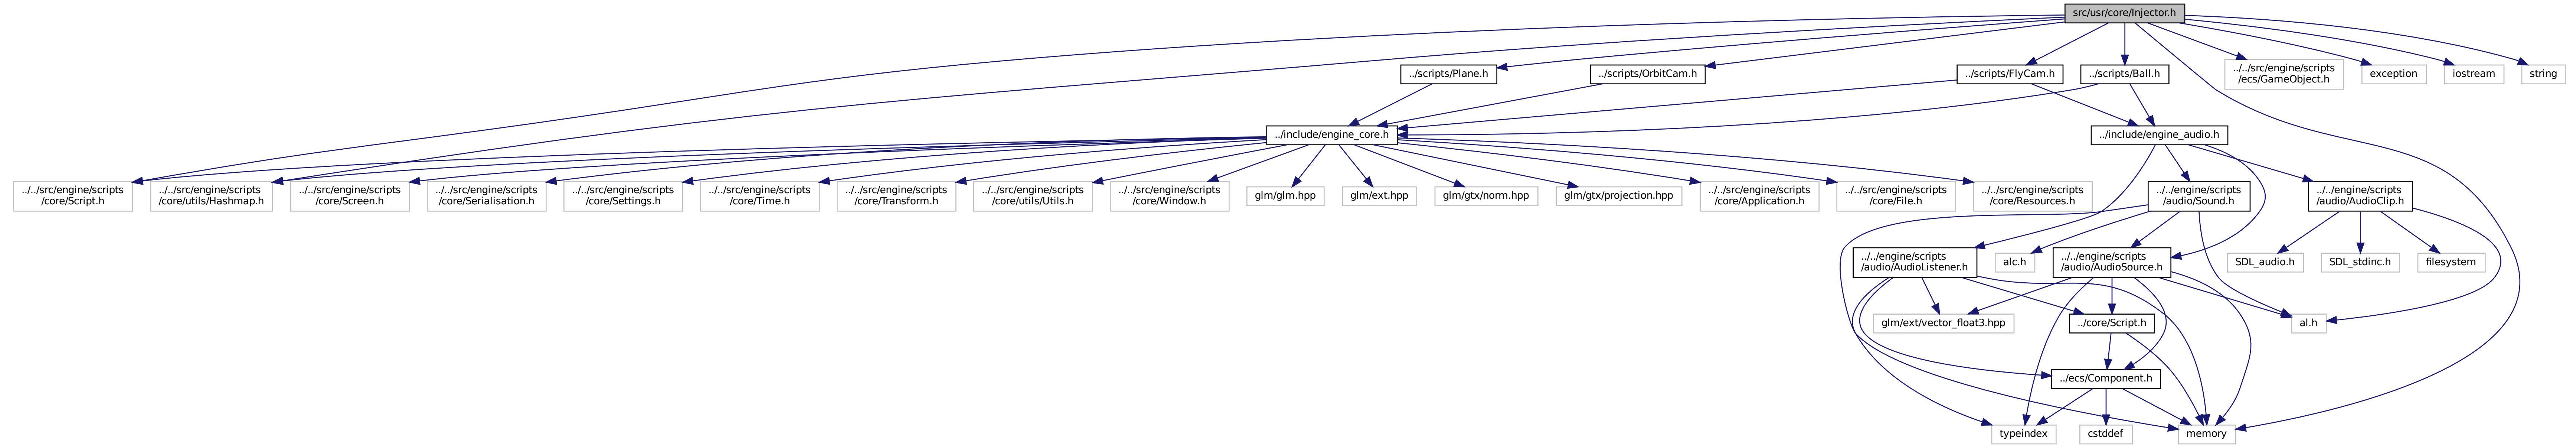 src/usr/core/Injector.h
../scripts/Plane.h
../scripts/OrbitCam.h
../scripts/FlyCam.h
../scripts/Ball.h
../../src/engine/scripts
/ecs/GameObject.h
exception
iostream
string
../include/engine_core.h
../include/engine_audio.h
../../src/engine/scripts
/core/Script.h
../../src/engine/scripts
/core/utils/Hashmap.h
../../src/engine/scripts
/core/Screen.h
../../src/engine/scripts
/core/Serialisation.h
../../src/engine/scripts
/core/Settings.h
../../src/engine/scripts
/core/Time.h
../../src/engine/scripts
/core/Transform.h
../../src/engine/scripts
/core/utils/Utils.h
../../src/engine/scripts
/core/Window.h
glm/glm.hpp
glm/ext.hpp
glm/gtx/norm.hpp
glm/gtx/projection.hpp
../../src/engine/scripts
/core/Application.h
../../src/engine/scripts
/core/File.h
../../src/engine/scripts
/core/Resources.h
../../engine/scripts
/audio/Sound.h
../../engine/scripts
/audio/AudioClip.h
../../engine/scripts
/audio/AudioListener.h
alc.h
../../engine/scripts
/audio/AudioSource.h
SDL_audio.h
SDL_stdinc.h
filesystem
glm/ext/vector_float3.hpp
../core/Script.h
al.h
../ecs/Component.h
typeindex
cstddef
memory